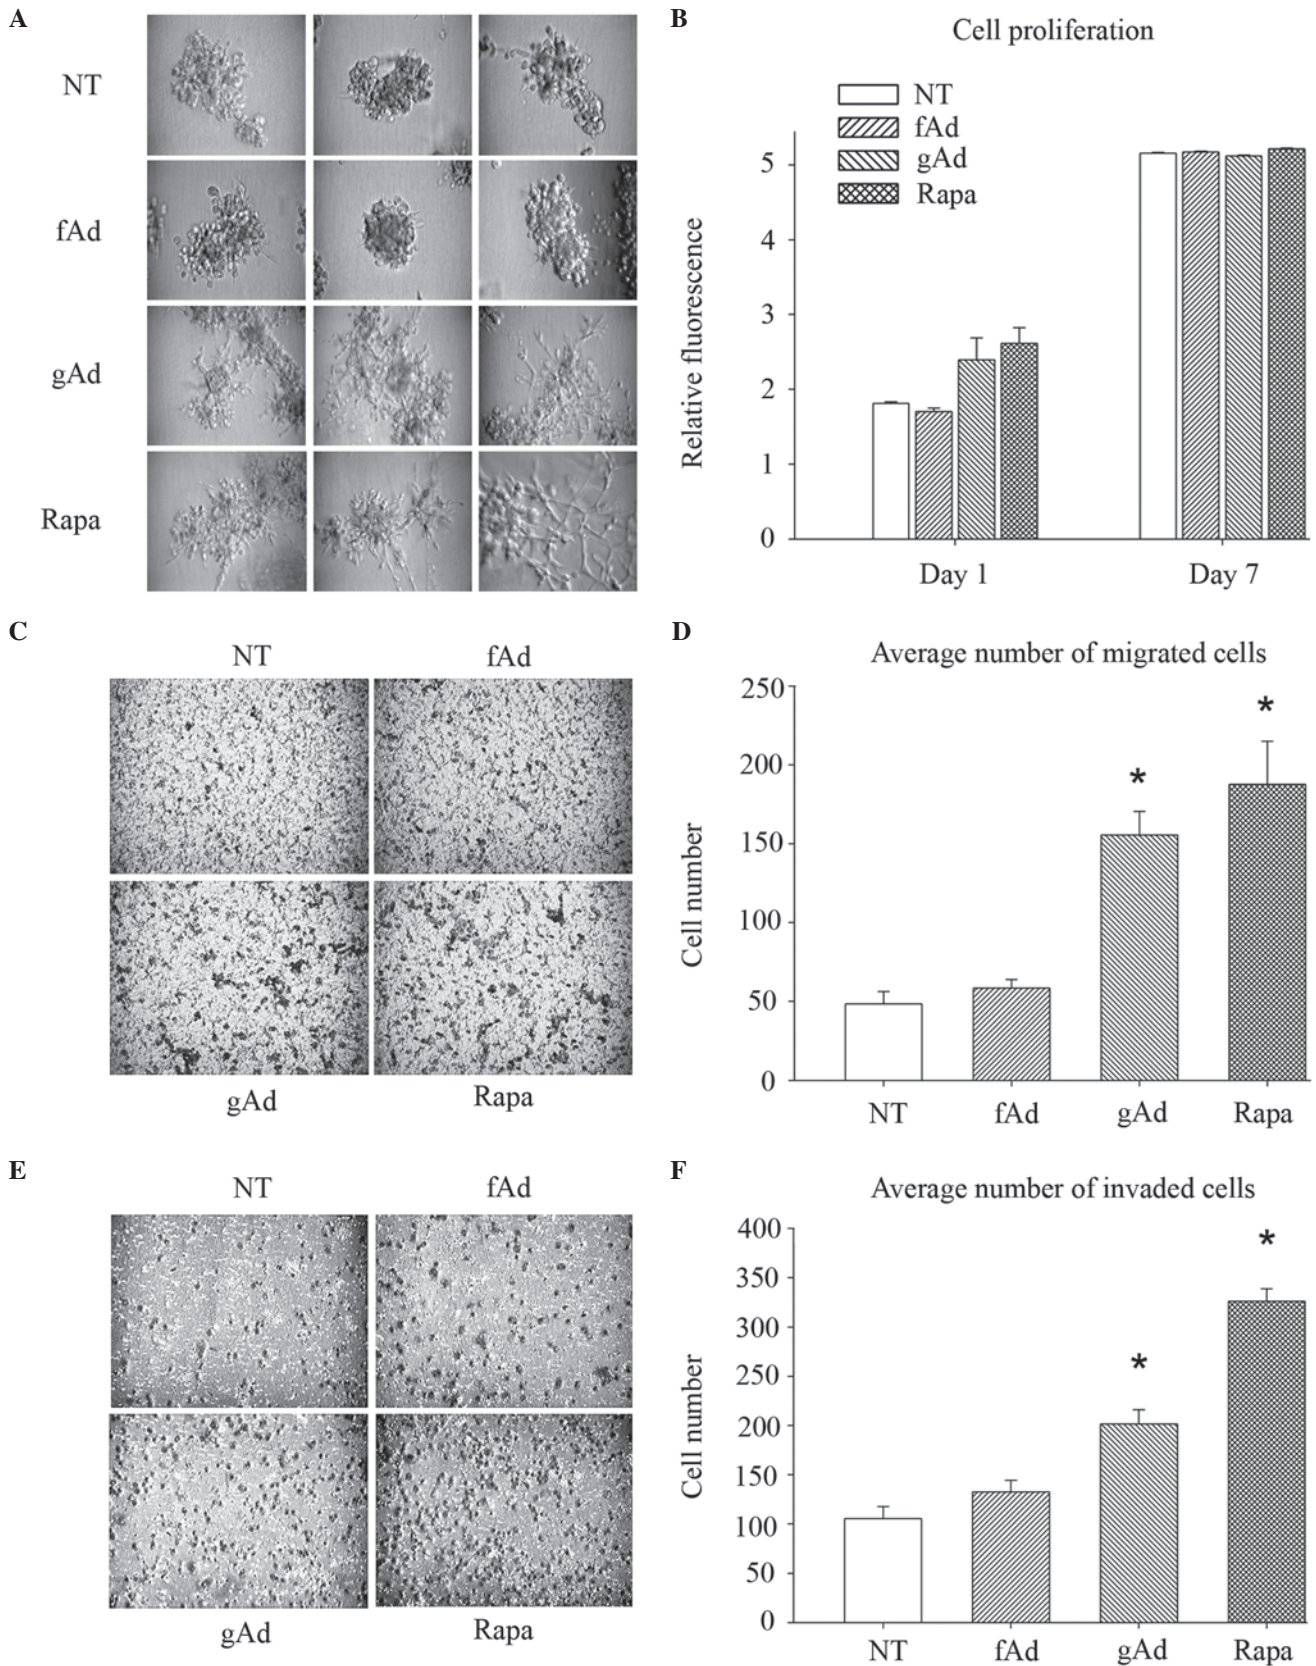 A
NT
fAd
gAd
Rapa
B
Cell proliferation
NT
fAd
gAd
Rapa
Relative fluorescence
5
4
3
2
1
0
Day 1
Day 7
C
NT
fAd
gAd
Rapa
D
Average number of migrated cells
Cell number
250
200
150
100
50
0
*
*
NT
fAd
gAd
Rapa
E
NT
fAd
gAd
Rapa
F
Average number of invaded cells
Cell number
400
350
300
250
200
150
100
50
0
*
*
NT
fAd
gAd
Rapa